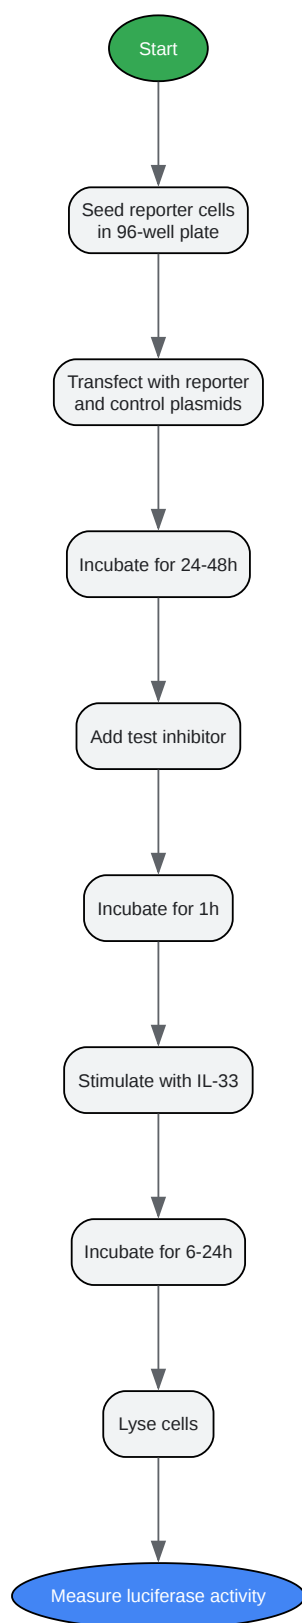 Start
Seed reporter cells
in 96-well plate
Transfect with reporter
and control plasmids
Incubate for 24-48h
Add test inhibitor
Incubate for 1h
Stimulate with IL-33
Incubate for 6-24h
Lyse cells
Measure luciferase activity